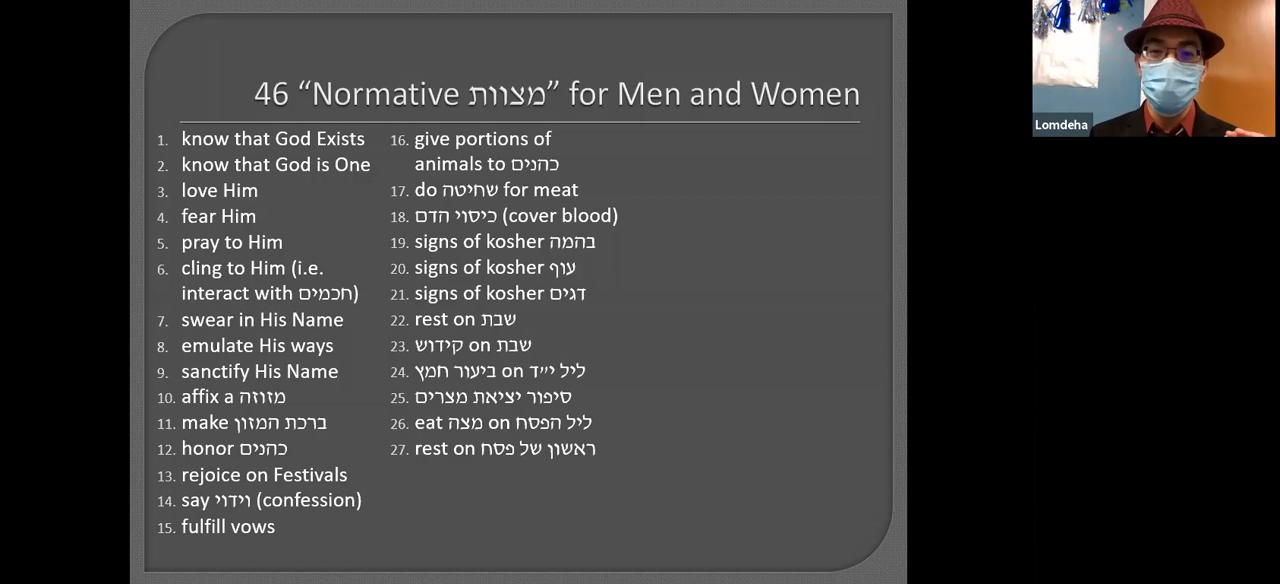 46 “Normative מצוות” for Men and Women
1. know that God Exists
2. know that God is One
3. love Him
4. fear Him
5. pray to Him
6. cling to Him (i.e.
interact with חכמים)
7. swear in His Name
8. emulate His ways
9. sanctify His Name
10. affix a מזוזה
11. make ברכת המזון
12. honor כהנים
13. rejoice on Festivals
14. say וידוי (confession)
15. fulfill vows
16. give portions of
animals to כהנים
17. do שחיטה for meat
18. כיסוי הדם (cover blood)
19. signs of kosher בהמה
20. signs of kosher עוף
21. signs of kosher דגים
22. rest on שבת
23. קידוש on שבת
24. ביעור חמץ on ליל י״ד
25. סיפור יציאת מצרים
26. eat מצה on ליל הפסח
27. rest on ראשון של פסח
Lomdeha